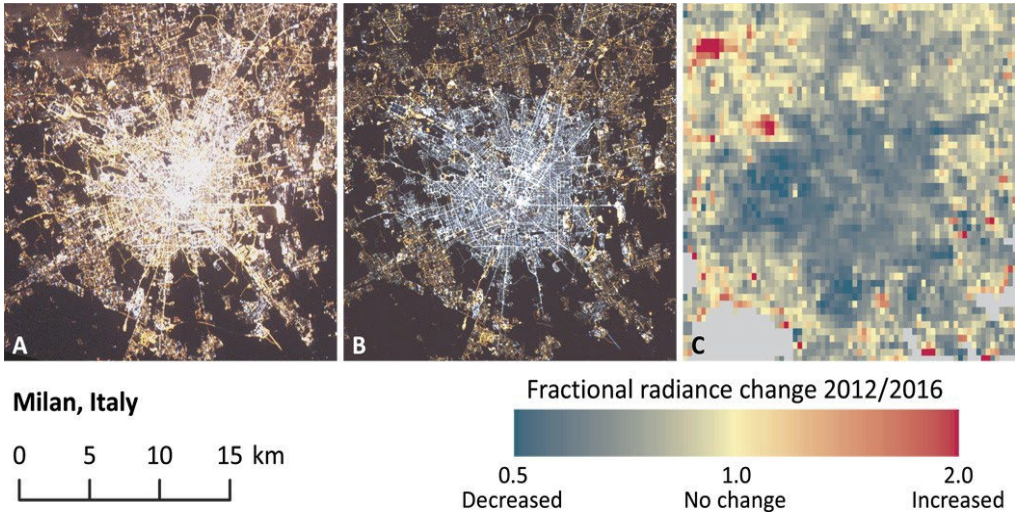 A
B
C
Milan, Italy
0 5 10 15 km
Fractional radiance change 2012/2016
0.5 1.0 2.0
Decreased No change Increased